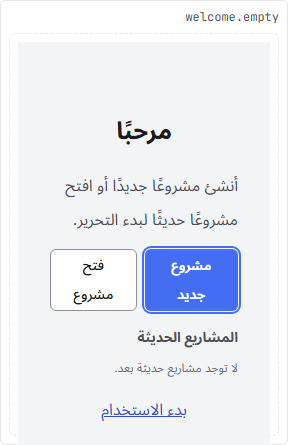 welcome.empty
مرحبًا
أنشئ مشروعًا جديدًا أو افتح
مشروعًا حديثًا لبدء التحرير.
مشروع
جديد
فتح
مشروع
المشاريع الحديثة
لا توجد مشاريع حديثة بعد.
بدء الاستخدام